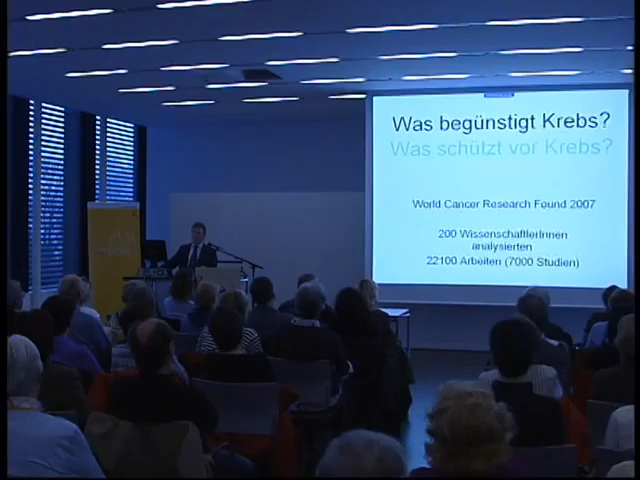 Was begünstigt Krebs?
Was schützt vor Krebs?
World Cancer Research Found 2007
200 WissenschaftlerInnen
analysierten
22100 Arbeiten (7000 Studien)